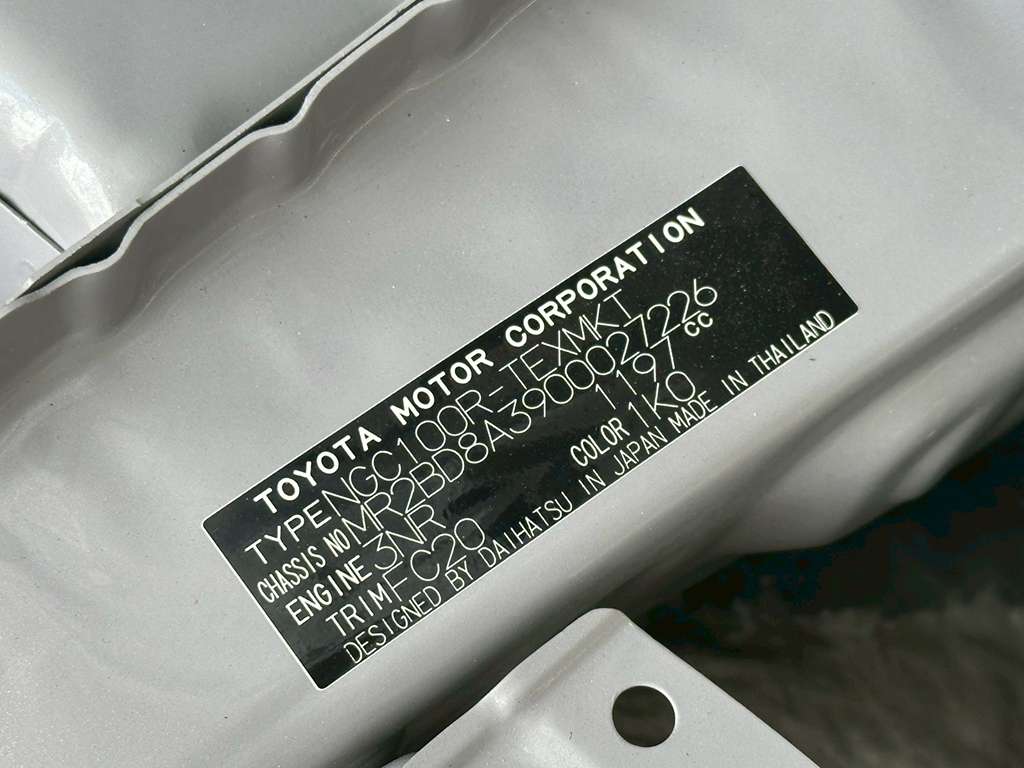 TOYOTA MOTOR CORPORATION
TYPE NGC100R-TEXMKT
CHASSIS NO MR2BD8A3900027226
ENGINE 3NR 1197 CC
TRIM FC20 COLOR 1K0
DESIGNED BY DAIHATSU IN JAPAN MADE IN THAILAND